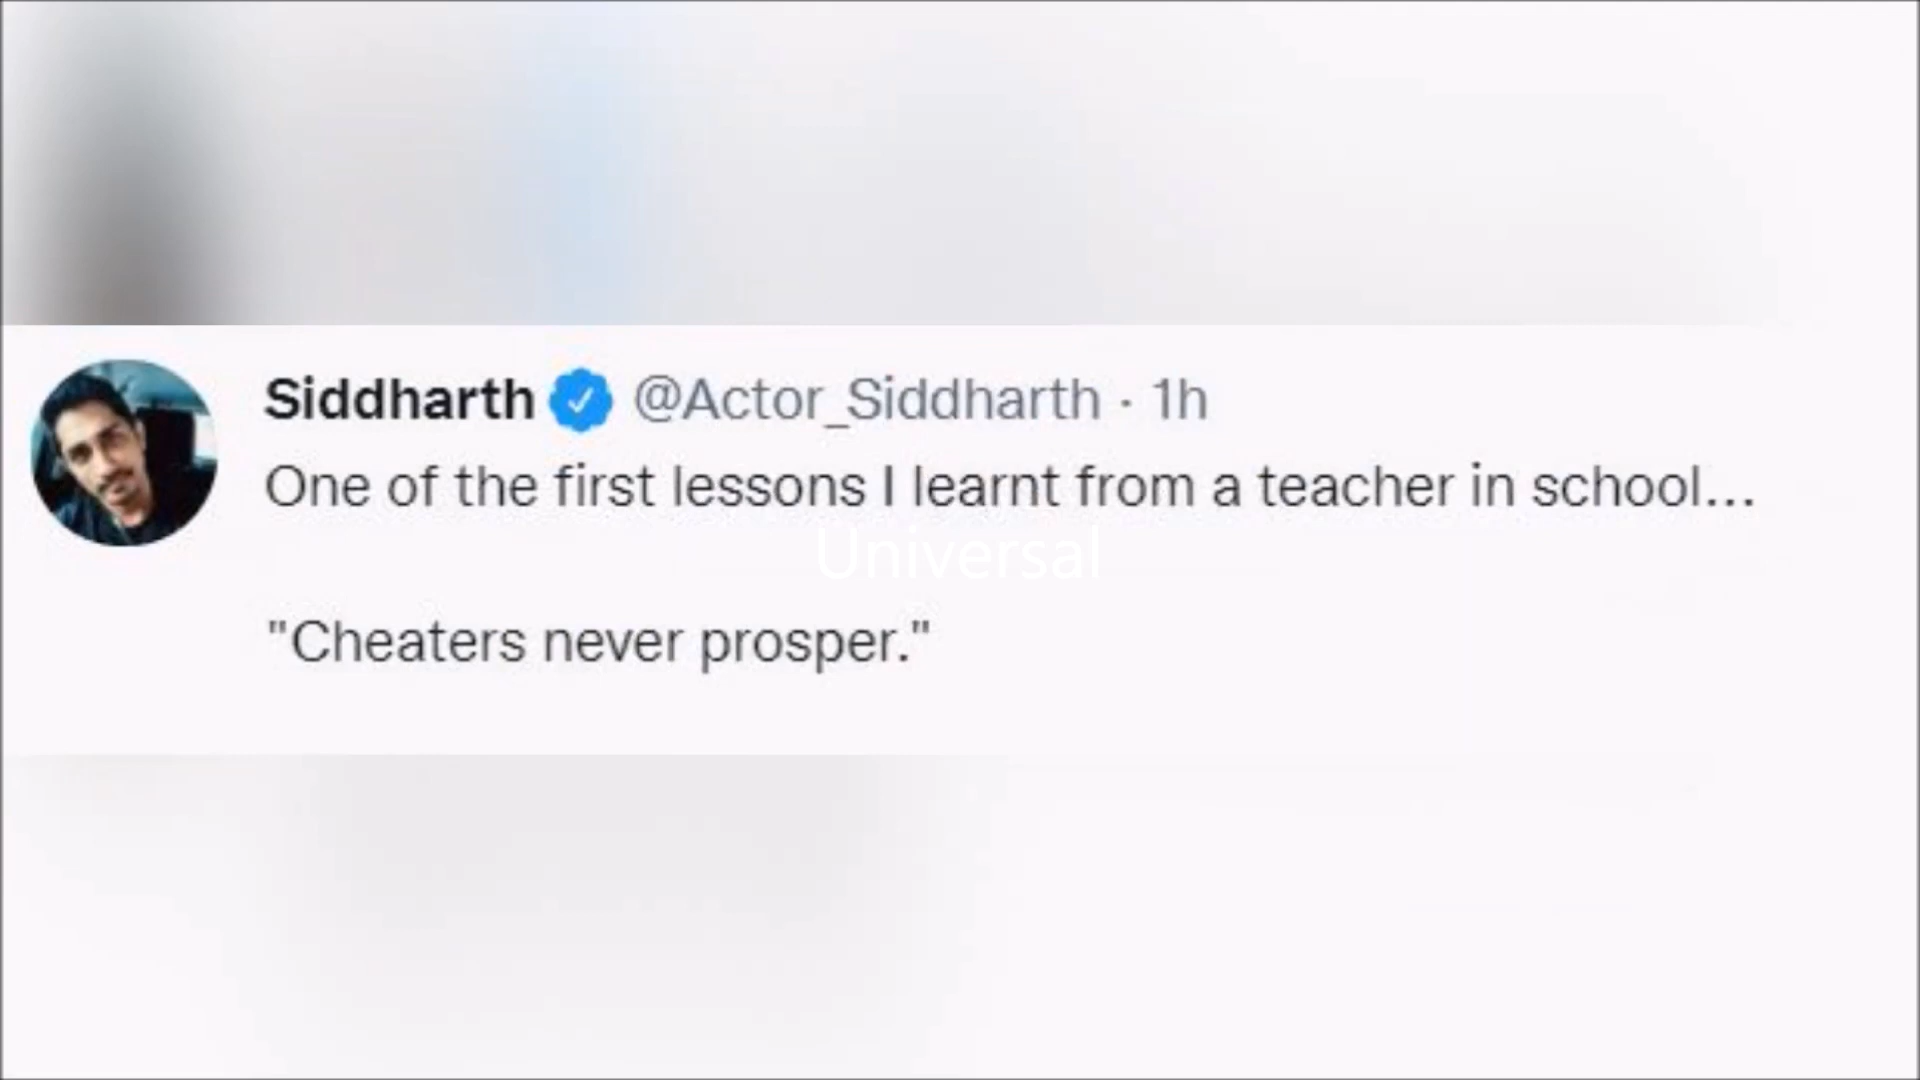 Siddharth @Actor_Siddharth · 1h
One of the first lessons I learnt from a teacher in school...
Universal
"Cheaters never prosper."